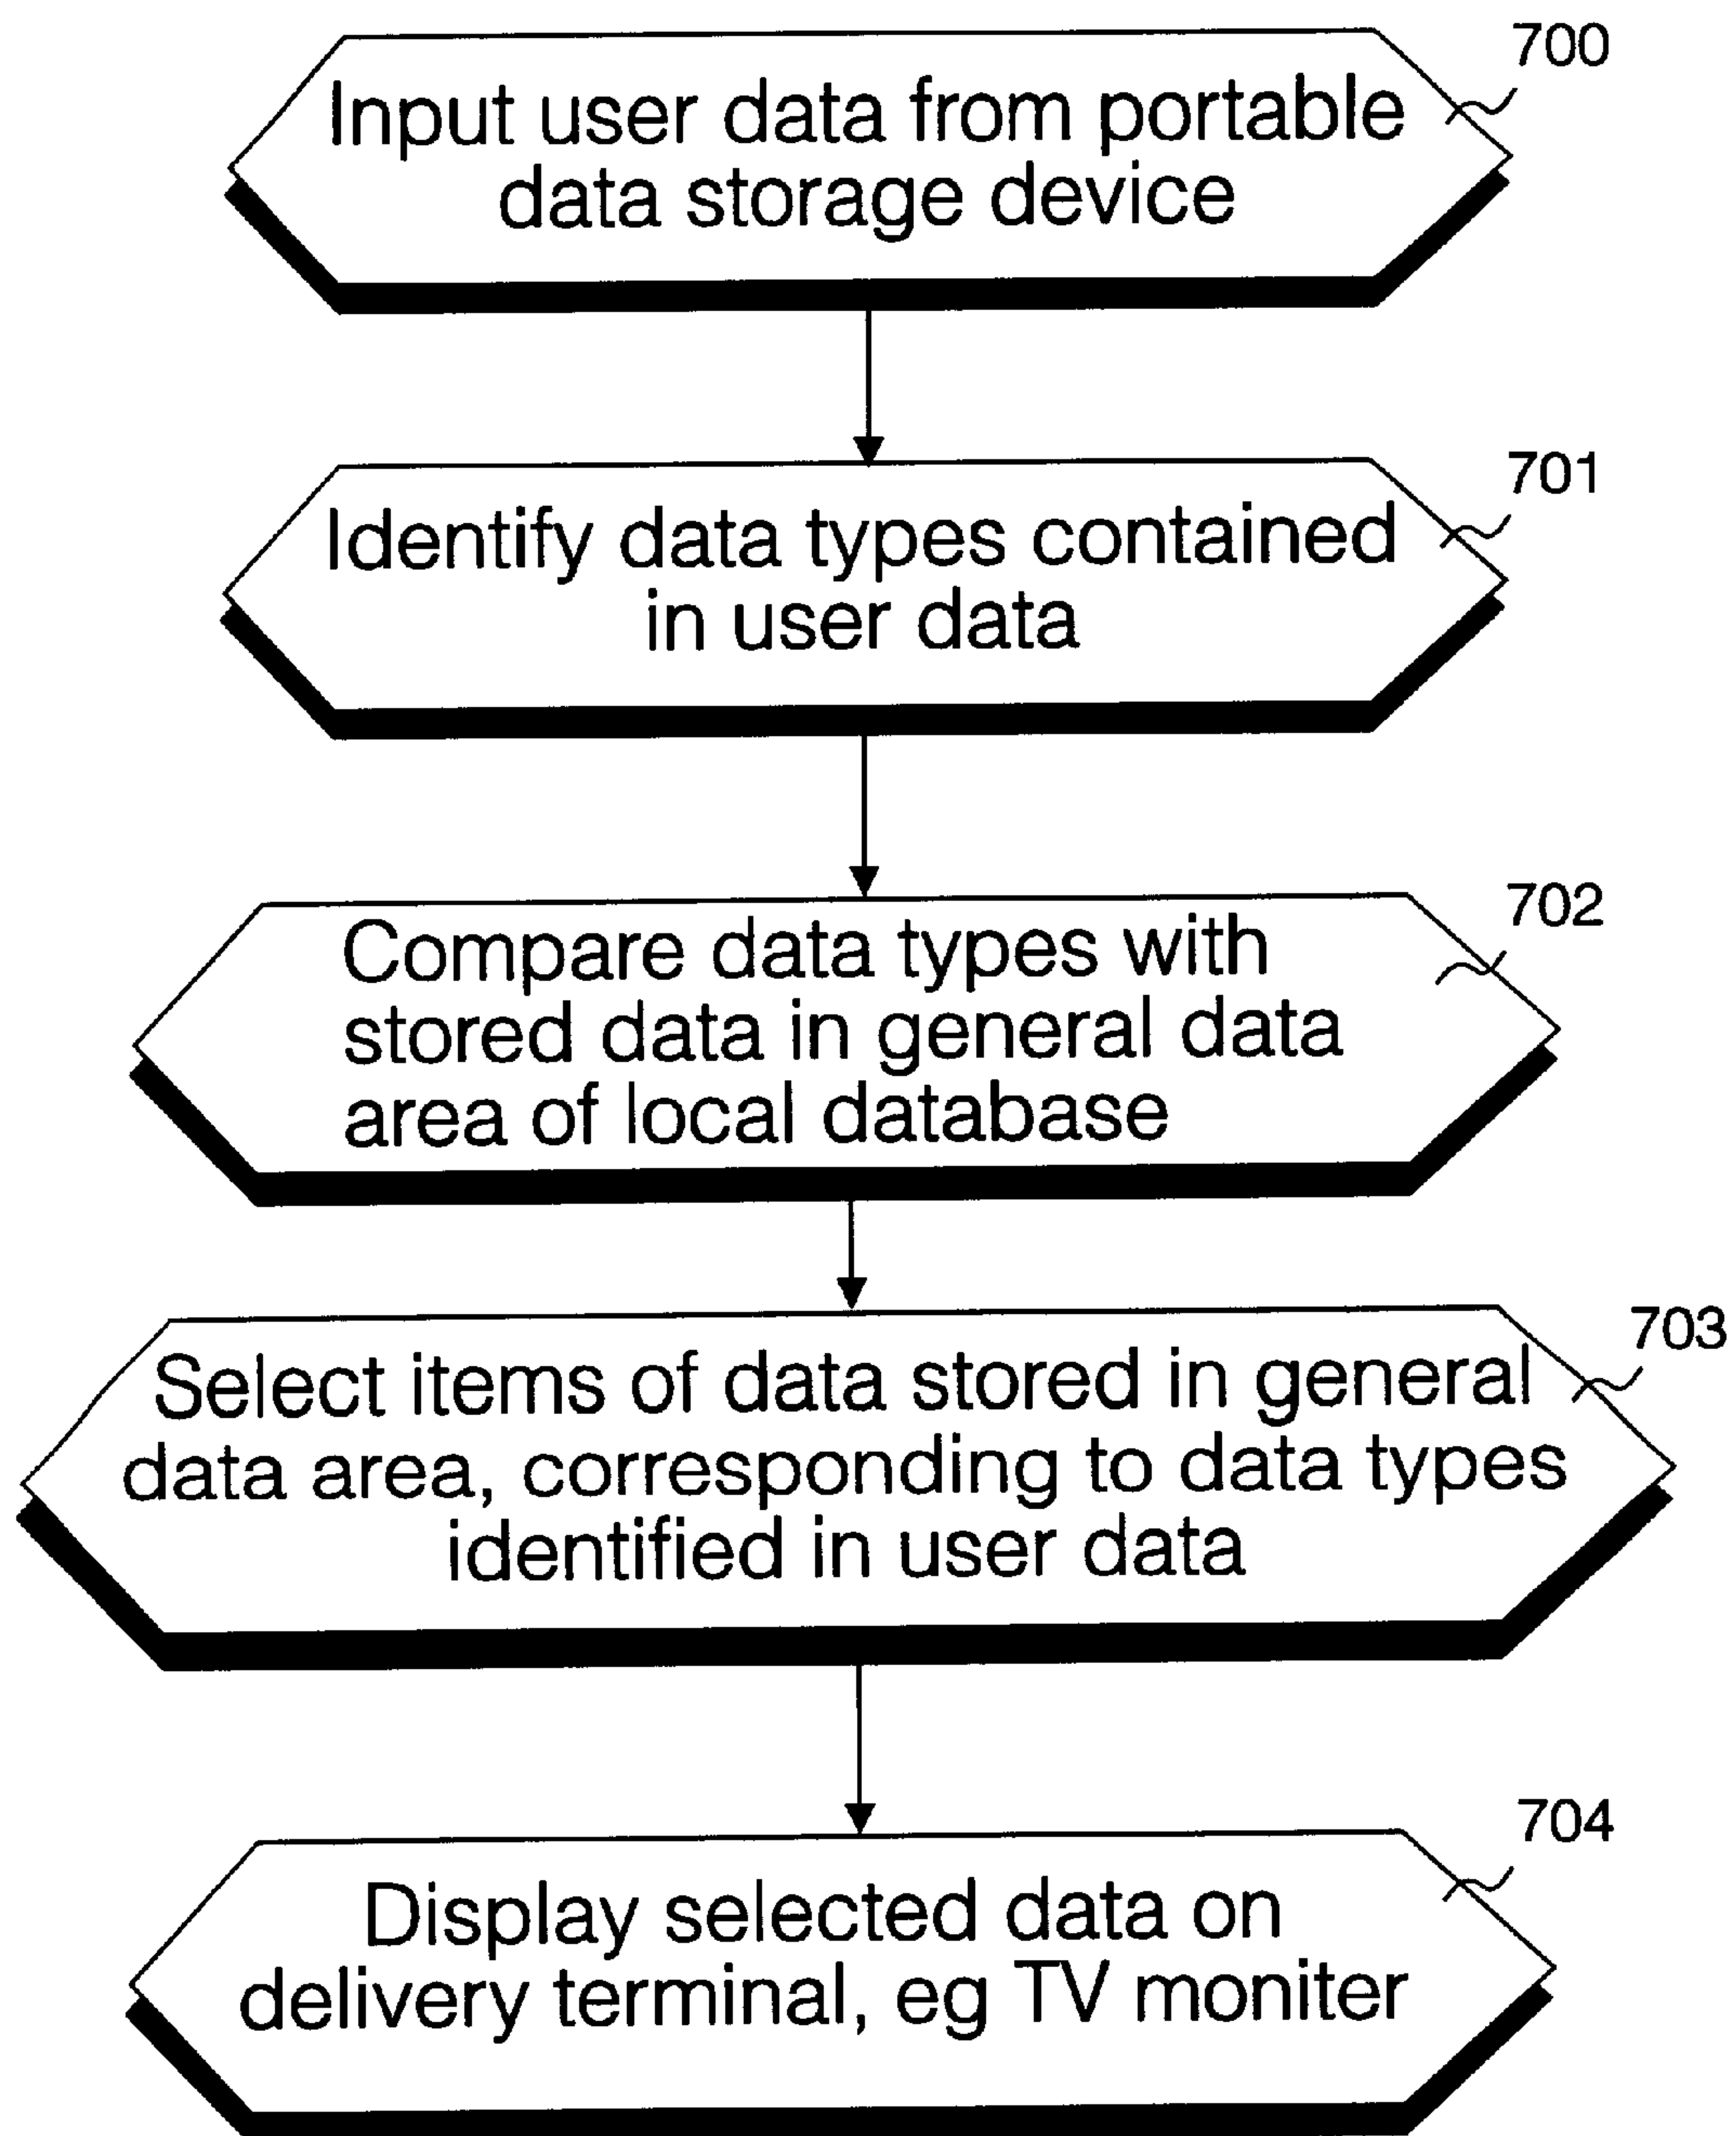 700
Input user data from portable
data storage device
701
Identify data types contained
in user data
702
Compare data types with
stored data in general data
area of local database
703
Select items of data stored in general
data area, corresponding to data types
identified in user data
704
Display selected data on
delivery terminal, eg TV moniter